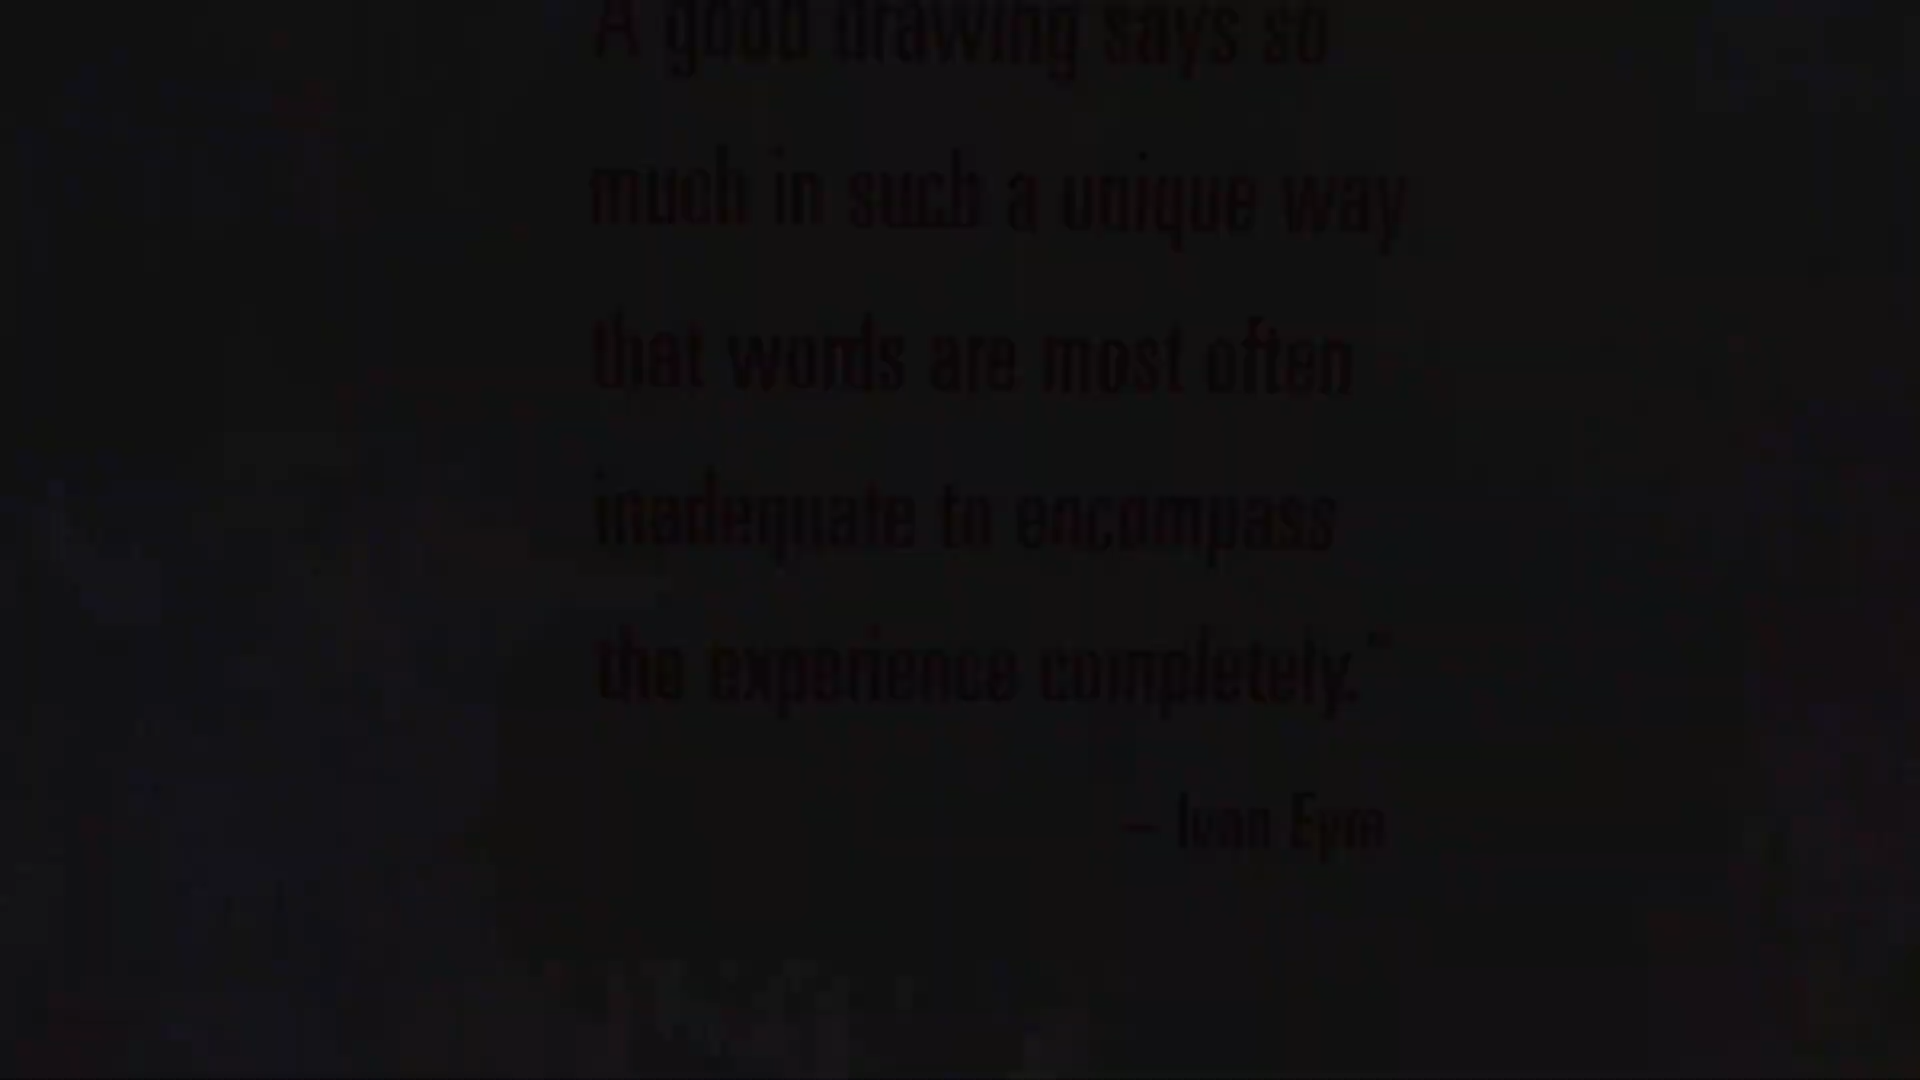 A good drawing says so
much in such a unique way
that words are most often
inadequate to encompass
the experience completely."
– Ivan Eyre